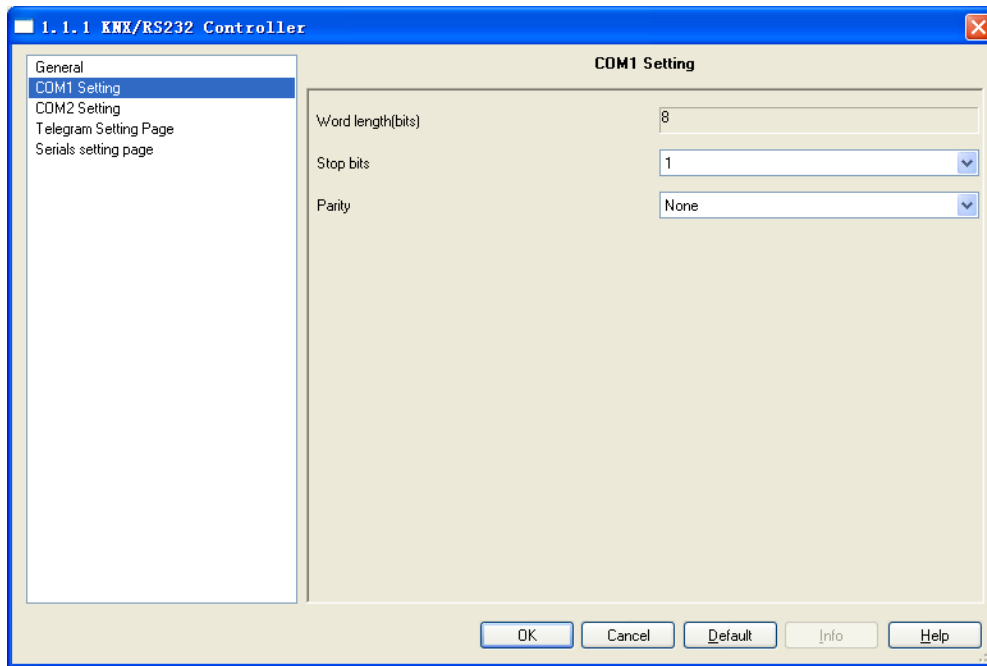 1.1.1 KNX/RS232 Controller
General
COM1 Setting
COM2 Setting
Telegram Setting Page
Serials setting page
COM1 Setting
Word length(bits) 8
Stop bits 1
Parity None
OK Cancel Default Info Help